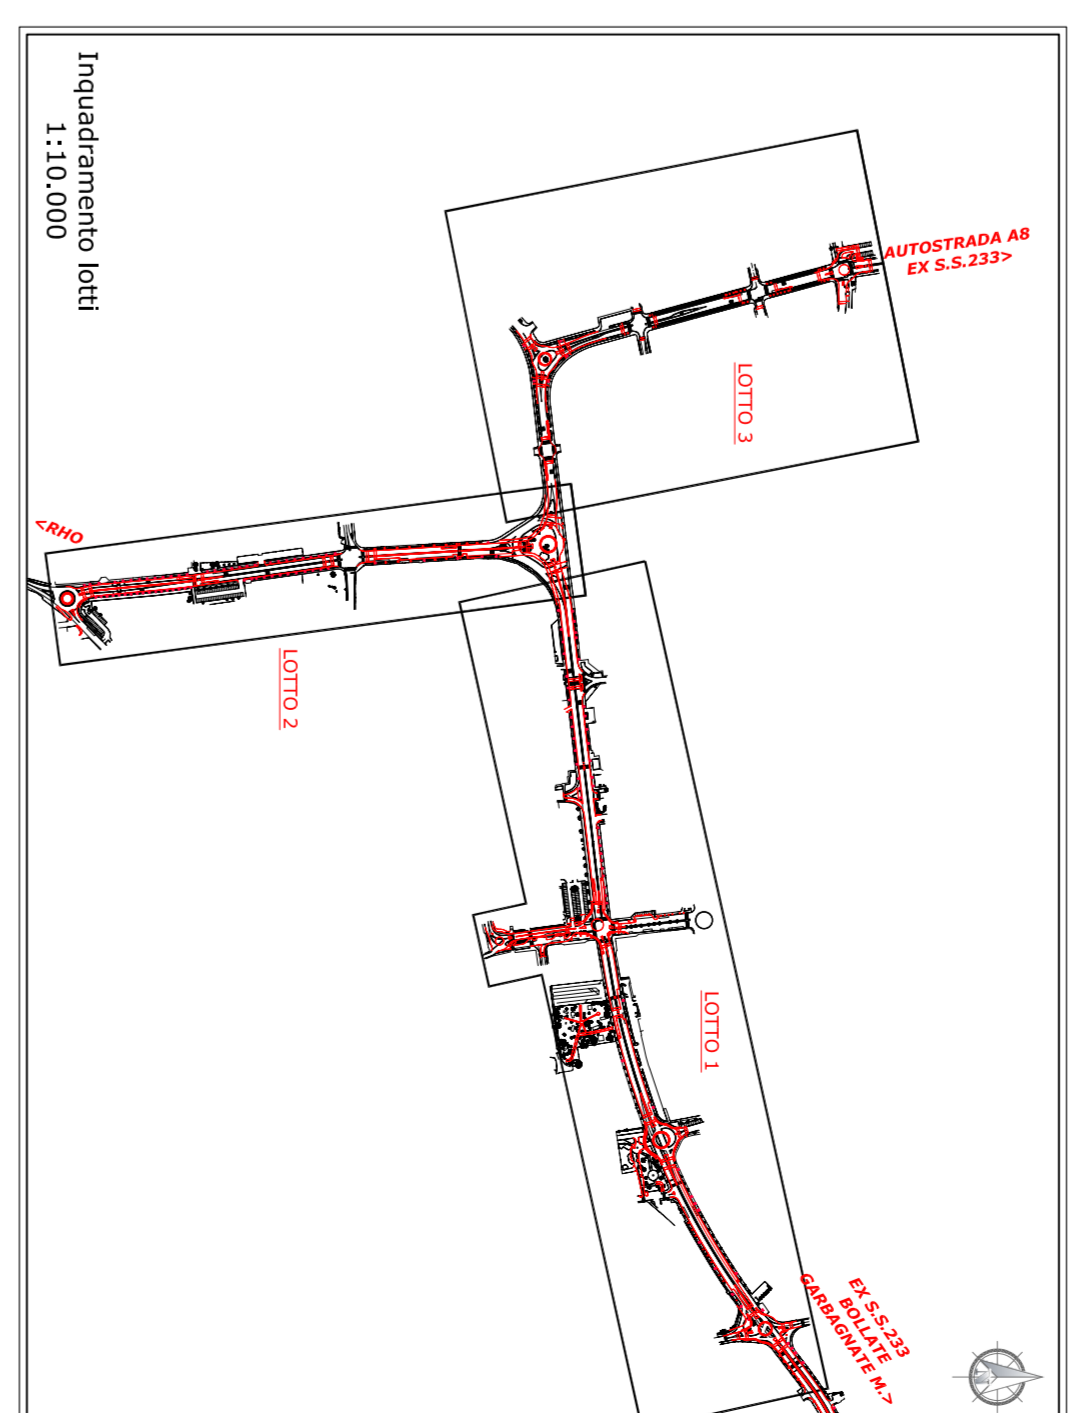 Inquadramento lotti
1:10.000
AUTOSTRADA A8
EX S.S.233>
LOTTO 3
<RHO
LOTTO 2
LOTTO 1
EX S.S.233
BOLLATE
GARBAGNATE M.>